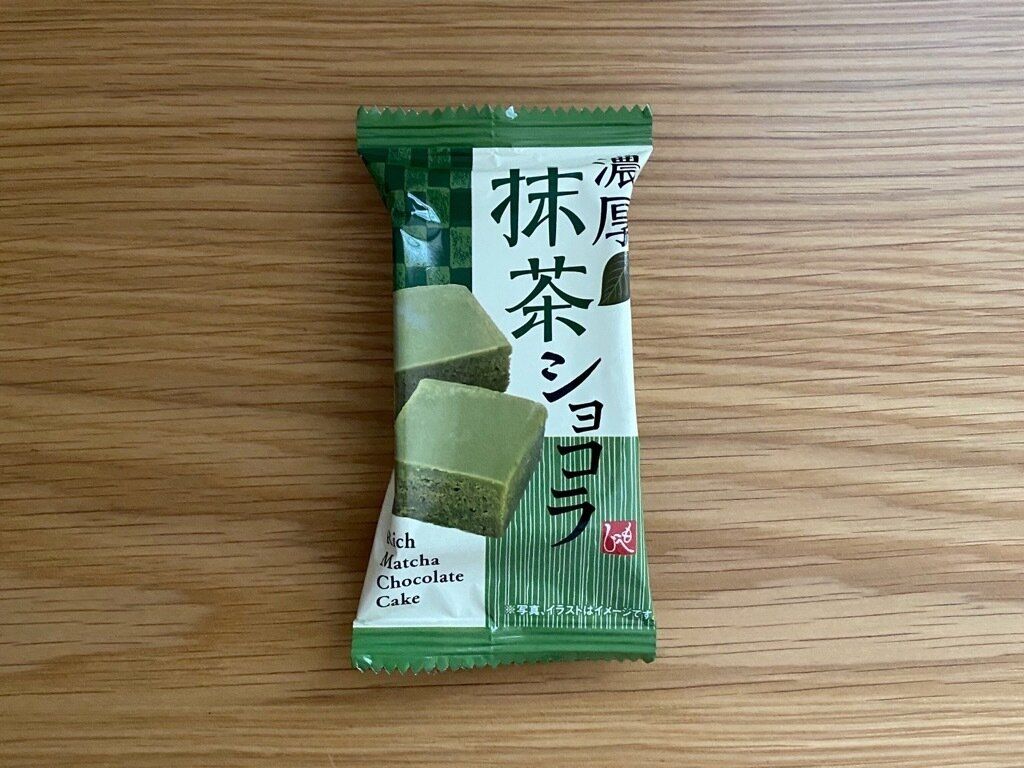 濃厚
抹茶ショコラ
Rich
Matcha
Chocolate
Cake
※写真、イラストはイメージです